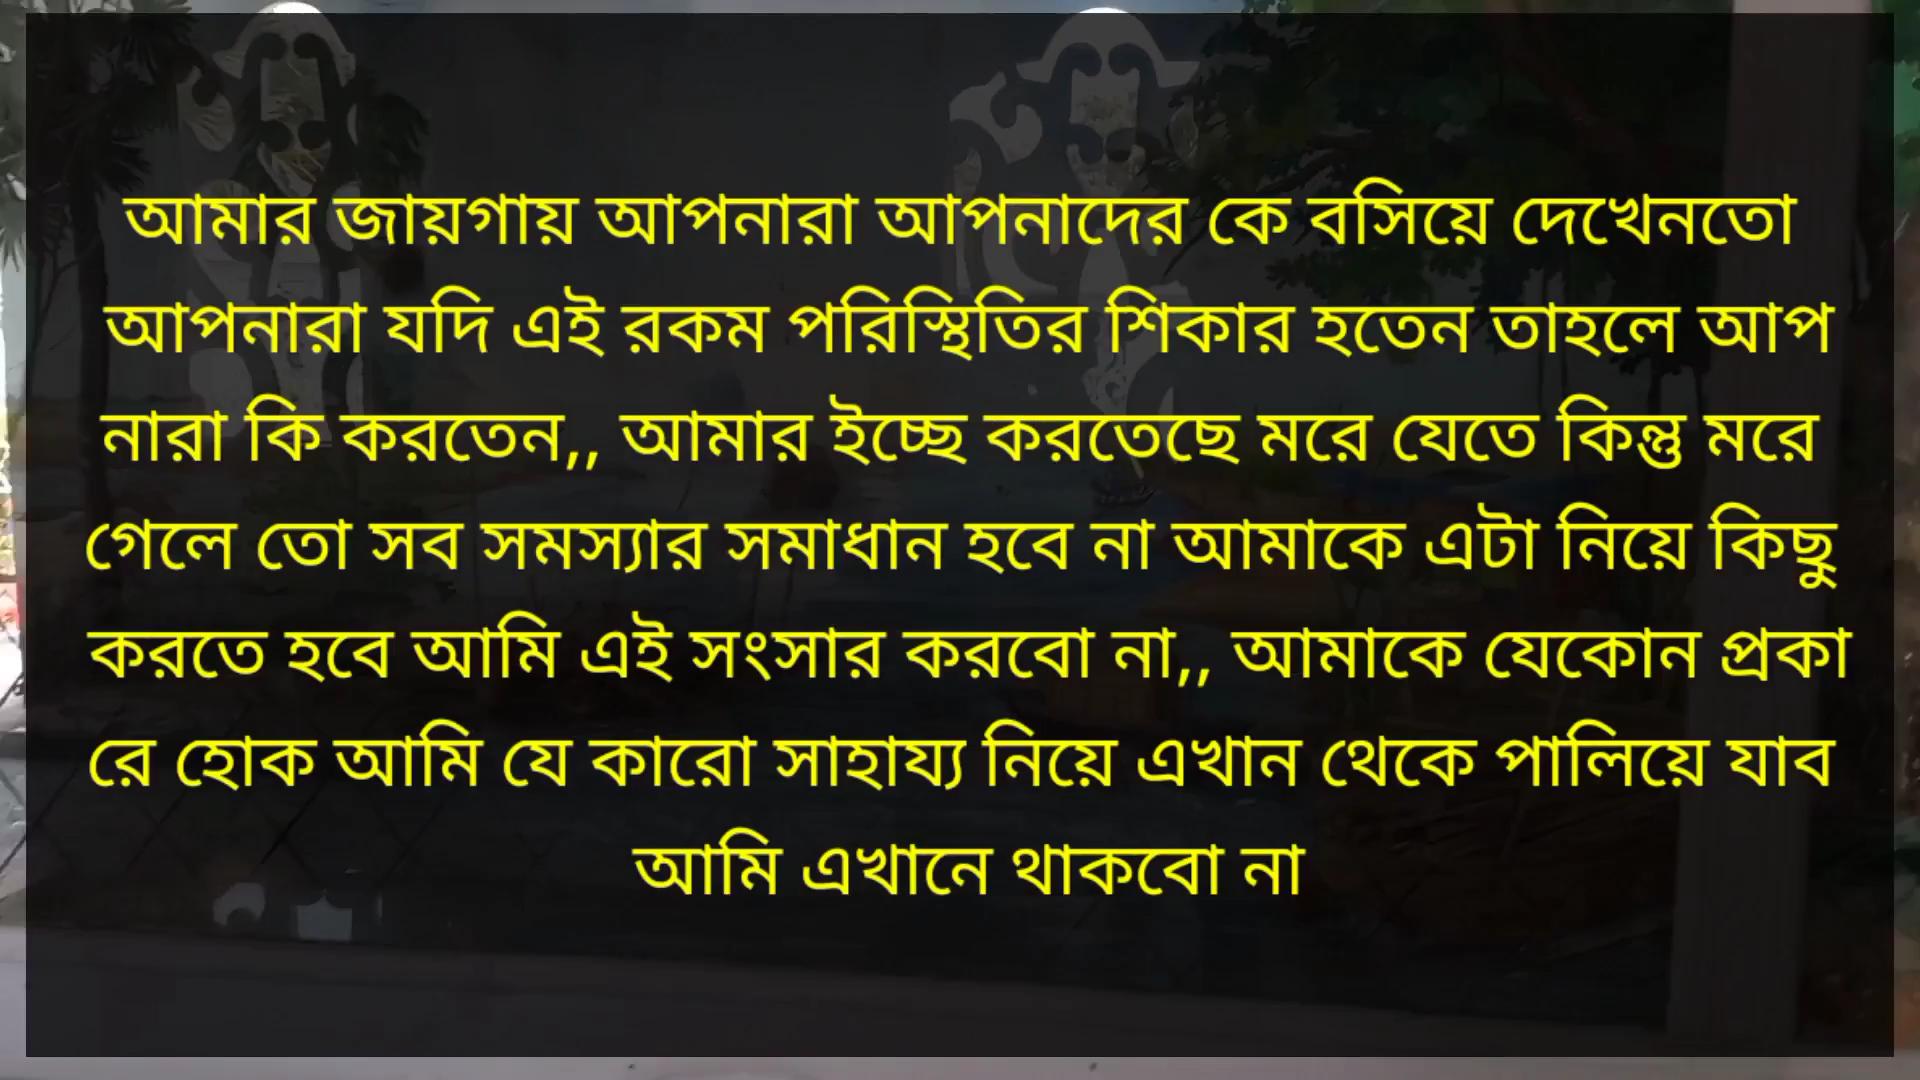 আমার জায়গায় আপনারা আপনাদের কে বসিয়ে দেখেনতো
আপনারা যদি এই রকম পরিস্থিতির শিকার হতেন তাহলে আপ
নারা কি করতেন,, আমার ইচ্ছে করতেছে মরে যেতে কিন্তু মরে
গেলে তো সব সমস্যার সমাধান হবে না আমাকে এটা নিয়ে কিছু
করতে হবে আমি এই সংসার করবো না,, আমাকে যেকোন প্রকা
রে হোক আমি যে কারো সাহায্য নিয়ে এখান থেকে পালিয়ে যাব
আমি এখানে থাকবো না